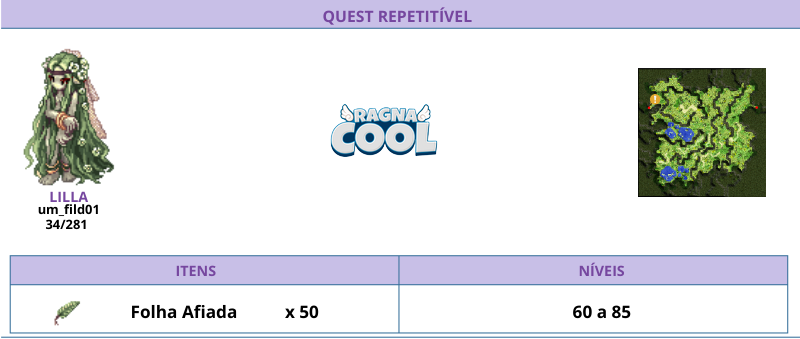 QUEST REPETITÍVEL
RAGNA
COOL
LILLA
um_fild01
34/281
ITENS
NÍVEIS
Folha Afiada x 50
60 a 85